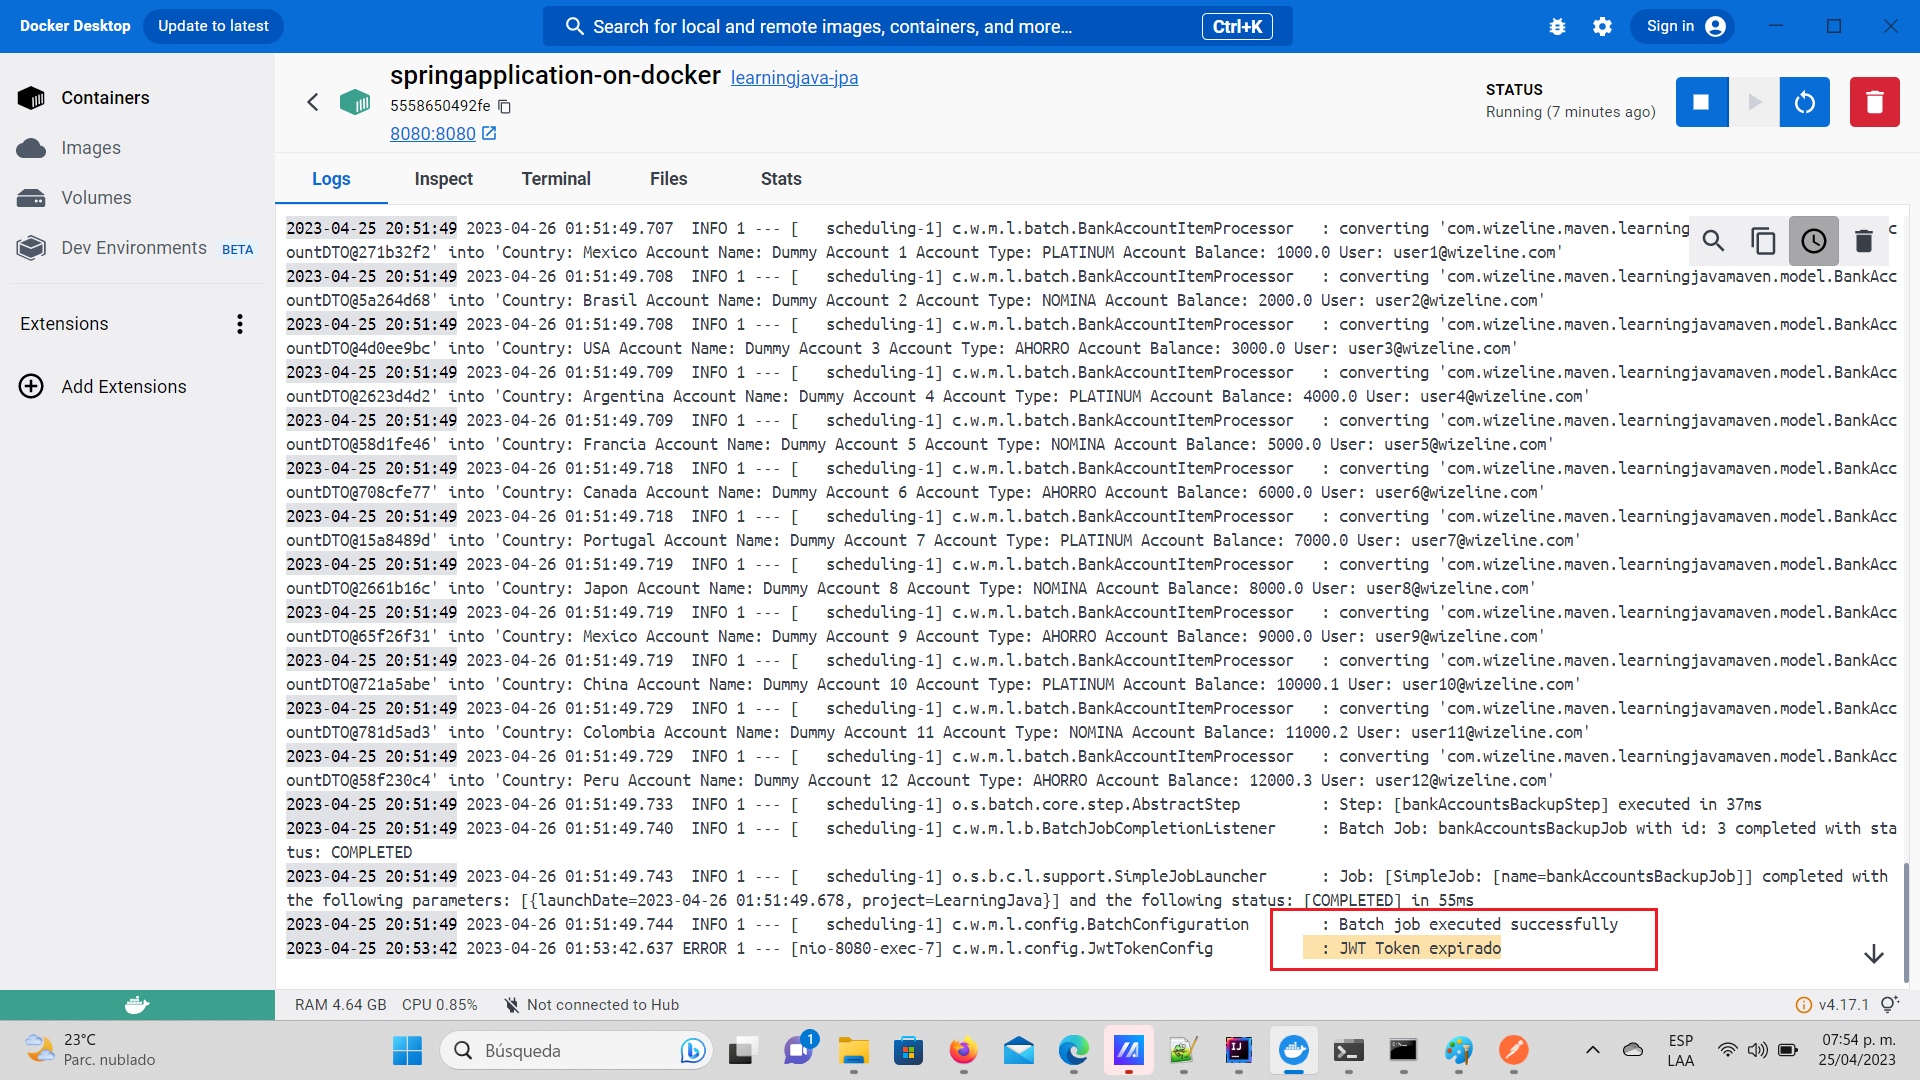 Docker Desktop
Update to latest
Search for local and remote images, containers, and more...
Ctrl+K
Sign in
Containers
Images
Volumes
Dev Environments BETA
Extensions
Add Extensions
springapplication-on-docker learningjava-jpa
5558650492fe
8080:8080
STATUS
Running (7 minutes ago)
Logs Inspect Terminal Files Stats
2023-04-25 20:51:49 2023-04-26 01:51:49.707  INFO 1 --- [   scheduling-1] c.w.m.l.batch.BankAccountItemProcessor   : converting 'com.wizeline.maven.learning c
ountDTO@271b32f2' into 'Country: Mexico Account Name: Dummy Account 1 Account Type: PLATINUM Account Balance: 1000.0 User: user1@wizeline.com'
2023-04-25 20:51:49 2023-04-26 01:51:49.708  INFO 1 --- [   scheduling-1] c.w.m.l.batch.BankAccountItemProcessor   : converting 'com.wizeline.maven.learningjavamaven.model.BankAcc
ountDTO@5a264d68' into 'Country: Brasil Account Name: Dummy Account 2 Account Type: NOMINA Account Balance: 2000.0 User: user2@wizeline.com'
2023-04-25 20:51:49 2023-04-26 01:51:49.708  INFO 1 --- [   scheduling-1] c.w.m.l.batch.BankAccountItemProcessor   : converting 'com.wizeline.maven.learningjavamaven.model.BankAcc
ountDTO@4d0ee9bc' into 'Country: USA Account Name: Dummy Account 3 Account Type: AHORRO Account Balance: 3000.0 User: user3@wizeline.com'
2023-04-25 20:51:49 2023-04-26 01:51:49.709  INFO 1 --- [   scheduling-1] c.w.m.l.batch.BankAccountItemProcessor   : converting 'com.wizeline.maven.learningjavamaven.model.BankAcc
ountDTO@2623d4d2' into 'Country: Argentina Account Name: Dummy Account 4 Account Type: PLATINUM Account Balance: 4000.0 User: user4@wizeline.com'
2023-04-25 20:51:49 2023-04-26 01:51:49.709  INFO 1 --- [   scheduling-1] c.w.m.l.batch.BankAccountItemProcessor   : converting 'com.wizeline.maven.learningjavamaven.model.BankAcc
ountDTO@58d1fe46' into 'Country: Francia Account Name: Dummy Account 5 Account Type: NOMINA Account Balance: 5000.0 User: user5@wizeline.com'
2023-04-25 20:51:49 2023-04-26 01:51:49.718  INFO 1 --- [   scheduling-1] c.w.m.l.batch.BankAccountItemProcessor   : converting 'com.wizeline.maven.learningjavamaven.model.BankAcc
ountDTO@708cfe77' into 'Country: Canada Account Name: Dummy Account 6 Account Type: AHORRO Account Balance: 6000.0 User: user6@wizeline.com'
2023-04-25 20:51:49 2023-04-26 01:51:49.718  INFO 1 --- [   scheduling-1] c.w.m.l.batch.BankAccountItemProcessor   : converting 'com.wizeline.maven.learningjavamaven.model.BankAcc
ountDTO@15a8489d' into 'Country: Portugal Account Name: Dummy Account 7 Account Type: PLATINUM Account Balance: 7000.0 User: user7@wizeline.com'
2023-04-25 20:51:49 2023-04-26 01:51:49.719  INFO 1 --- [   scheduling-1] c.w.m.l.batch.BankAccountItemProcessor   : converting 'com.wizeline.maven.learningjavamaven.model.BankAcc
ountDTO@2661b16c' into 'Country: Japon Account Name: Dummy Account 8 Account Type: NOMINA Account Balance: 8000.0 User: user8@wizeline.com'
2023-04-25 20:51:49 2023-04-26 01:51:49.719  INFO 1 --- [   scheduling-1] c.w.m.l.batch.BankAccountItemProcessor   : converting 'com.wizeline.maven.learningjavamaven.model.BankAcc
ountDTO@65f26f31' into 'Country: Mexico Account Name: Dummy Account 9 Account Type: AHORRO Account Balance: 9000.0 User: user9@wizeline.com'
2023-04-25 20:51:49 2023-04-26 01:51:49.719  INFO 1 --- [   scheduling-1] c.w.m.l.batch.BankAccountItemProcessor   : converting 'com.wizeline.maven.learningjavamaven.model.BankAcc
ountDTO@721a5abe' into 'Country: China Account Name: Dummy Account 10 Account Type: PLATINUM Account Balance: 10000.1 User: user10@wizeline.com'
2023-04-25 20:51:49 2023-04-26 01:51:49.729  INFO 1 --- [   scheduling-1] c.w.m.l.batch.BankAccountItemProcessor   : converting 'com.wizeline.maven.learningjavamaven.model.BankAcc
ountDTO@781d5ad3' into 'Country: Colombia Account Name: Dummy Account 11 Account Type: NOMINA Account Balance: 11000.2 User: user11@wizeline.com'
2023-04-25 20:51:49 2023-04-26 01:51:49.729  INFO 1 --- [   scheduling-1] c.w.m.l.batch.BankAccountItemProcessor   : converting 'com.wizeline.maven.learningjavamaven.model.BankAcc
ountDTO@58f230c4' into 'Country: Peru Account Name: Dummy Account 12 Account Type: AHORRO Account Balance: 12000.3 User: user12@wizeline.com'
2023-04-25 20:51:49 2023-04-26 01:51:49.733  INFO 1 --- [   scheduling-1] o.s.batch.core.step.AbstractStep         : Step: [bankAccountsBackupStep] executed in 37ms
2023-04-25 20:51:49 2023-04-26 01:51:49.740  INFO 1 --- [   scheduling-1] c.w.m.l.b.BatchJobCompletionListener     : Batch Job: bankAccountsBackupJob with id: 3 completed with sta
tus: COMPLETED
2023-04-25 20:51:49 2023-04-26 01:51:49.743  INFO 1 --- [   scheduling-1] o.s.b.c.l.support.SimpleJobLauncher      : Job: [SimpleJob: [name=bankAccountsBackupJob]] completed with
the following parameters: [{launchDate=2023-04-26 01:51:49.678, project=LearningJava}] and the following status: [COMPLETED] in 55ms
2023-04-25 20:51:49 2023-04-26 01:51:49.744  INFO 1 --- [   scheduling-1] c.w.m.l.config.BatchConfiguration        : Batch job executed successfully
2023-04-25 20:53:42 2023-04-26 01:53:42.637 ERROR 1 --- [nio-8080-exec-7] c.w.m.l.config.JwtTokenConfig            : JWT Token expirado
RAM 4.64 GB CPU 0.85% Not connected to Hub
v4.17.1
23°C
Parc. nublado
Búsqueda
1
ESP
LAA
07:54 p. m.
25/04/2023